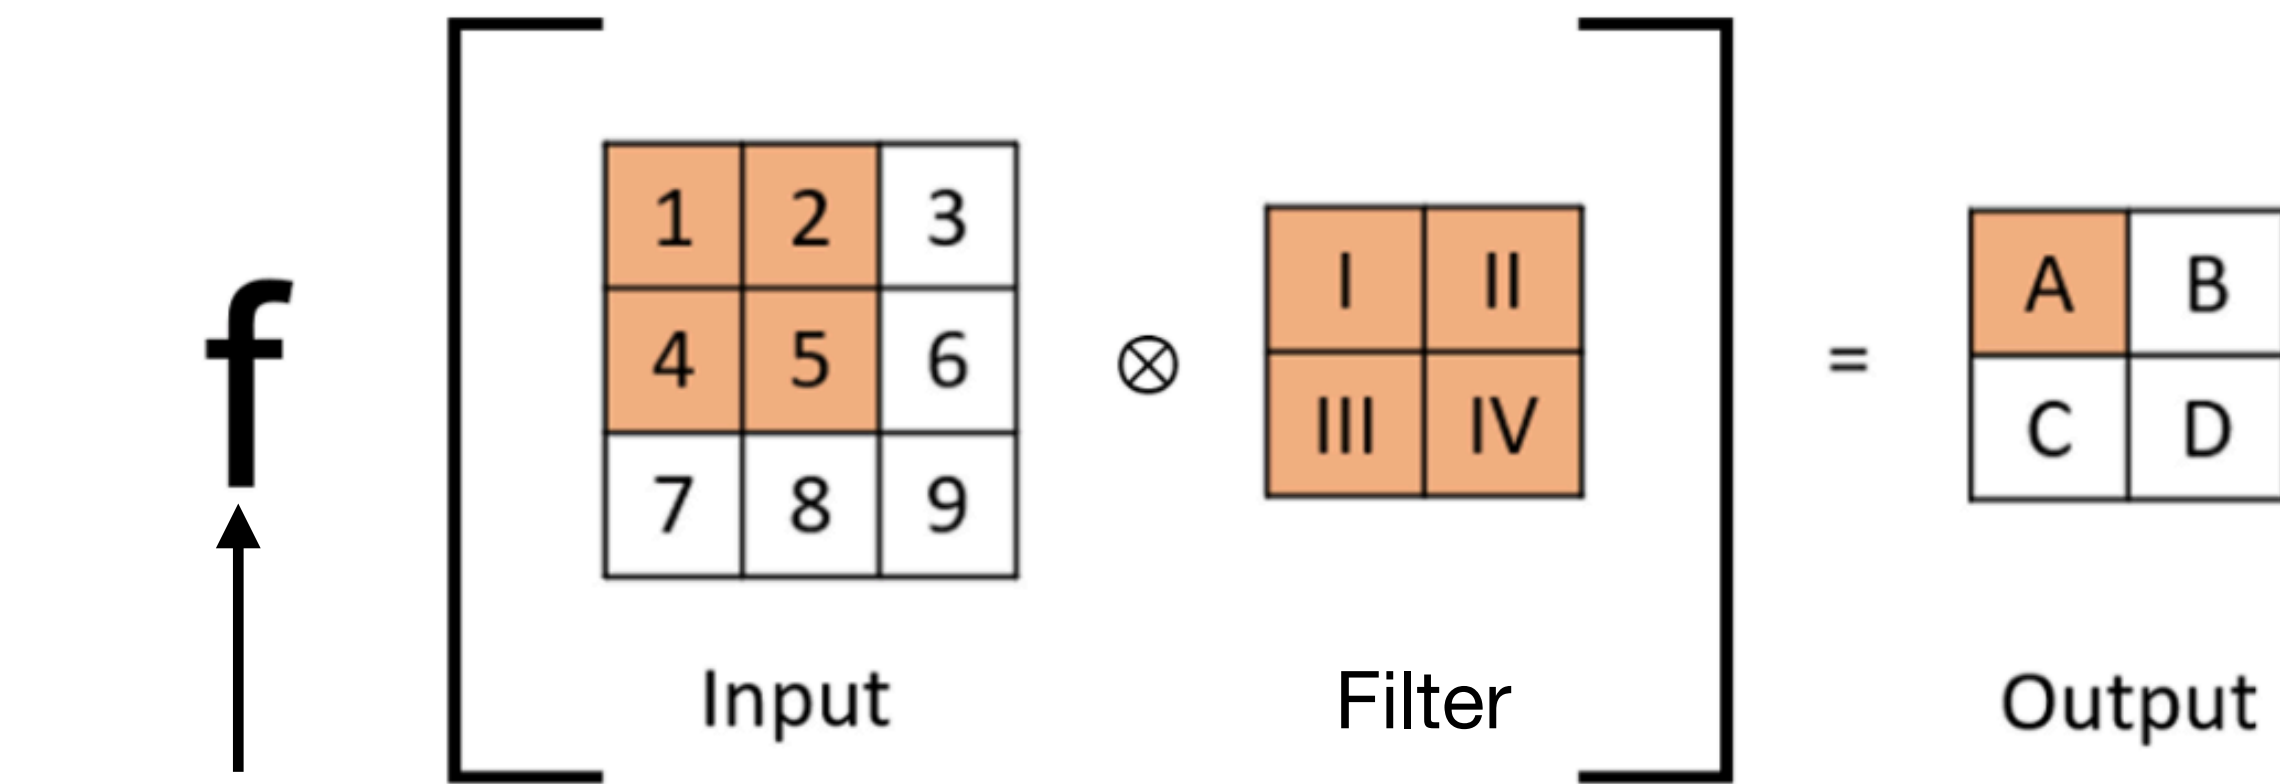 f
1 2 3
4 5 6
7 8 9
⊗
I II
III IV
=
A B
C D
Input
Filter
Output